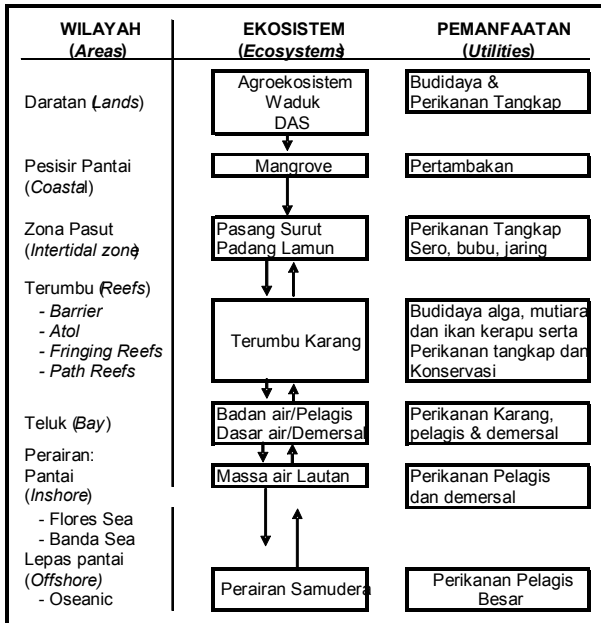 WILAYAH
(Areas)
EKOSISTEM
(Ecosystems)
PEMANFAATAN
(Utilities)
Daratan (Lands)
Agroekosistem
Waduk
DAS
Budidaya &
Perikanan Tangkap
Pesisir Pantai
(Coastal)
Mangrove
Pertambakan
Zona Pasut
(Intertidal zone)
Pasang Surut
Padang Lamun
Perikanan Tangkap
Sero, bubu, jaring
Terumbu (Reefs)
- Barrier
- Atol
- Fringing Reefs
- Path Reefs
Terumbu Karang
Budidaya alga, mutiara
dan ikan kerapu serta
Perikanan tangkap dan
Konservasi
Teluk (Bay)
Badan air/Pelagis
Dasar air/Demersal
Perikanan Karang,
pelagis & demersal
Perairan:
Pantai
(Inshore)
- Flores Sea
- Banda Sea
Massa air Lautan
Perikanan Pelagis
dan demersal
Lepas pantai
(Offshore)
- Oseanic
Perairan Samudera
Perikanan Pelagis
Besar